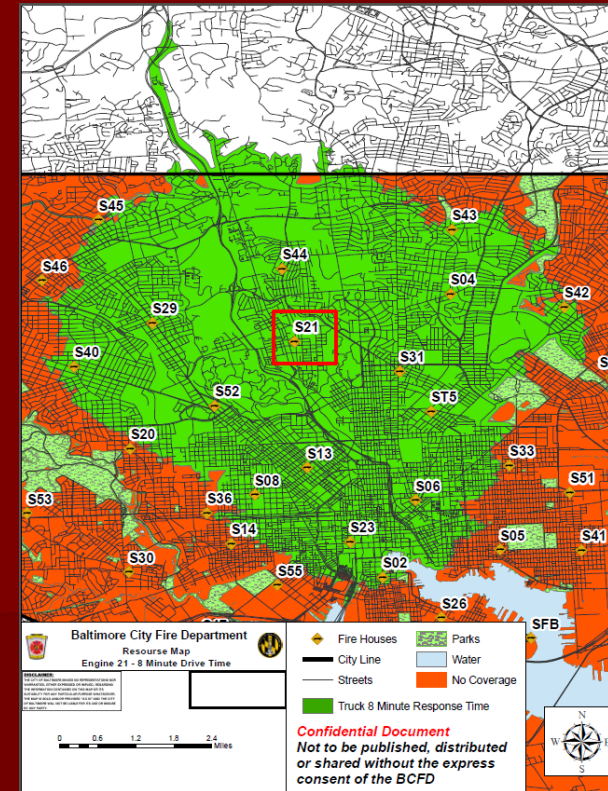 S45
S43
S44
S46
S04
S42
S29
S21
S40
S31
S52
ST5
S20
S13
S33
S08
S51
S53
S36
S06
S14
S23
S05
S41
S30
S02
S55
S26
SFB
Baltimore City Fire Department
Resourse Map
Engine 21 - 8 Minute Drive Time
DISCLAIMER:
0 0.6 1.2 1.8 2.4
Miles
Fire Houses
City Line
Streets
Parks
Water
No Coverage
Truck 8 Minute Response Time
Confidential Document
Not to be published, distributed
or shared without the express
consent of the BCFD
N
W E
S